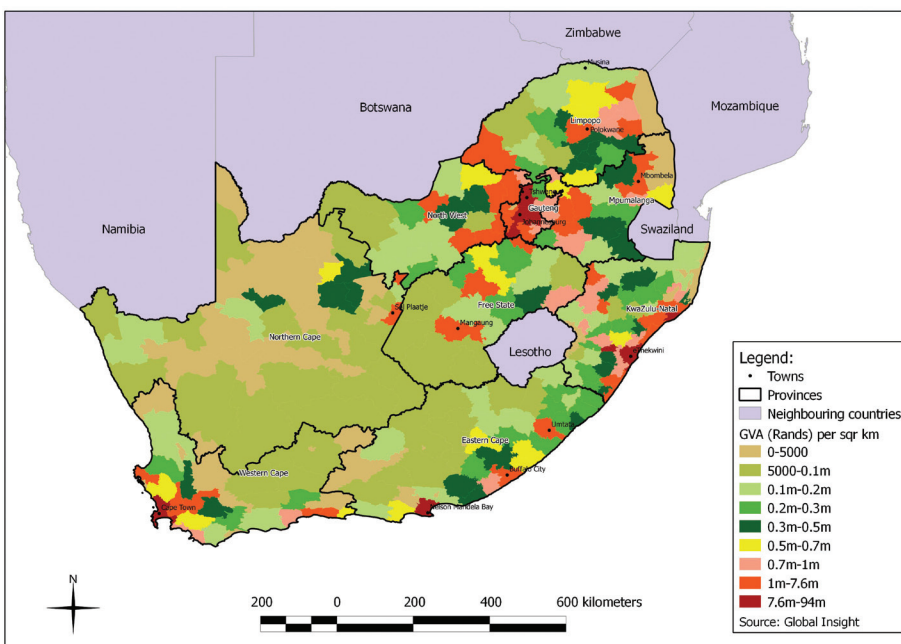 Zimbabwe
Musina
Botswana
Mozambique
Limpopo
Polokwane
Mbombela
Tshwane
Mpumalanga
Gauteng
North West
Johannesburg
Namibia
Swaziland
Free State
KwaZulu Natal
Sol Plaatje
Mangaung
Northern Cape
Lesotho
eThekwini
Umtata
Eastern Cape
Western Cape
Buffalo City
Cape Town
Nelson Mandela Bay
Legend:
Towns
Provinces
Neighbouring countries
GVA (Rands) per sqr km
0-5000
5000-0.1m
0.1m-0.2m
0.2m-0.3m
0.3m-0.5m
0.5m-0.7m
0.7m-1m
1m-7.6m
7.6m-94m
Source: Global Insight
N
200 0 200 400 600 kilometers